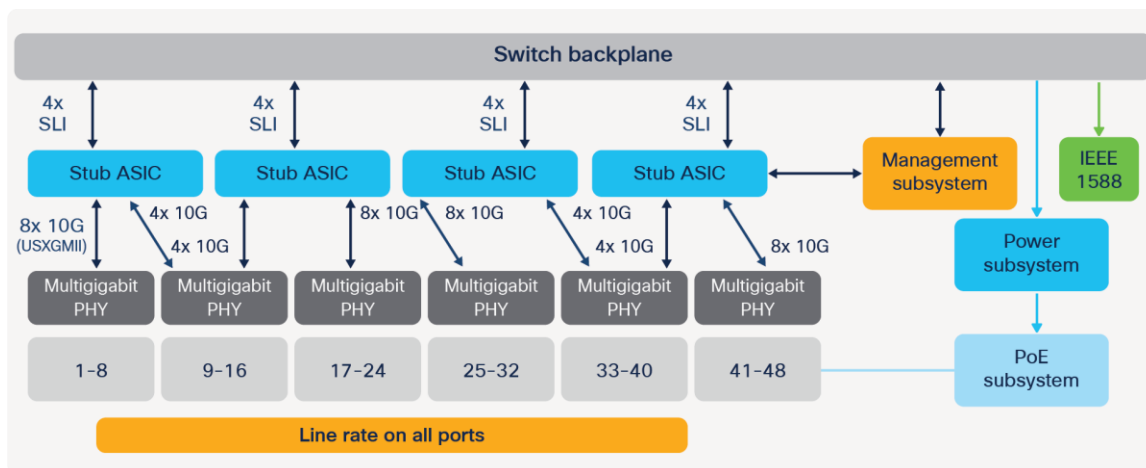 Switch backplane
4x
SLI
4x
SLI
4x
SLI
4x
SLI
Stub ASIC
Stub ASIC
Stub ASIC
Stub ASIC
Management
subsystem
IEEE
1588
8x 10G
(USXGMII)
4x 10G
4x 10G
8x 10G
8x 10G
4x 10G
4x 10G
8x 10G
Power
subsystem
Multigigabit
PHY
Multigigabit
PHY
Multigigabit
PHY
Multigigabit
PHY
Multigigabit
PHY
Multigigabit
PHY
1-8
9-16
17-24
25-32
33-40
41-48
PoE
subsystem
Line rate on all ports